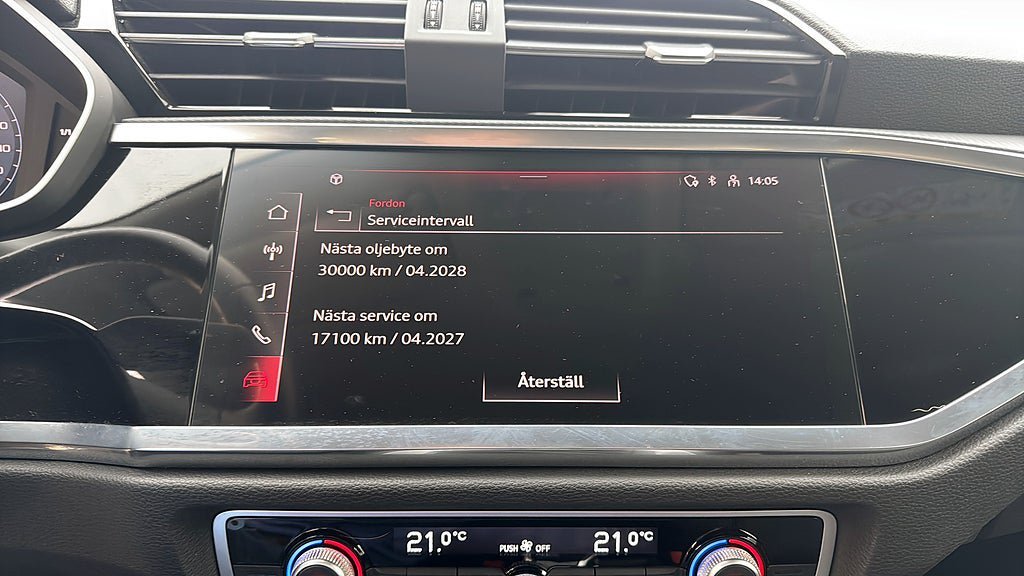 14:05
Fordon
Serviceintervall
Nästa oljebyte om
30000 km / 04.2028
Nästa service om
17100 km / 04.2027
Återställ
21.0°C
PUSH OFF
21.0°C